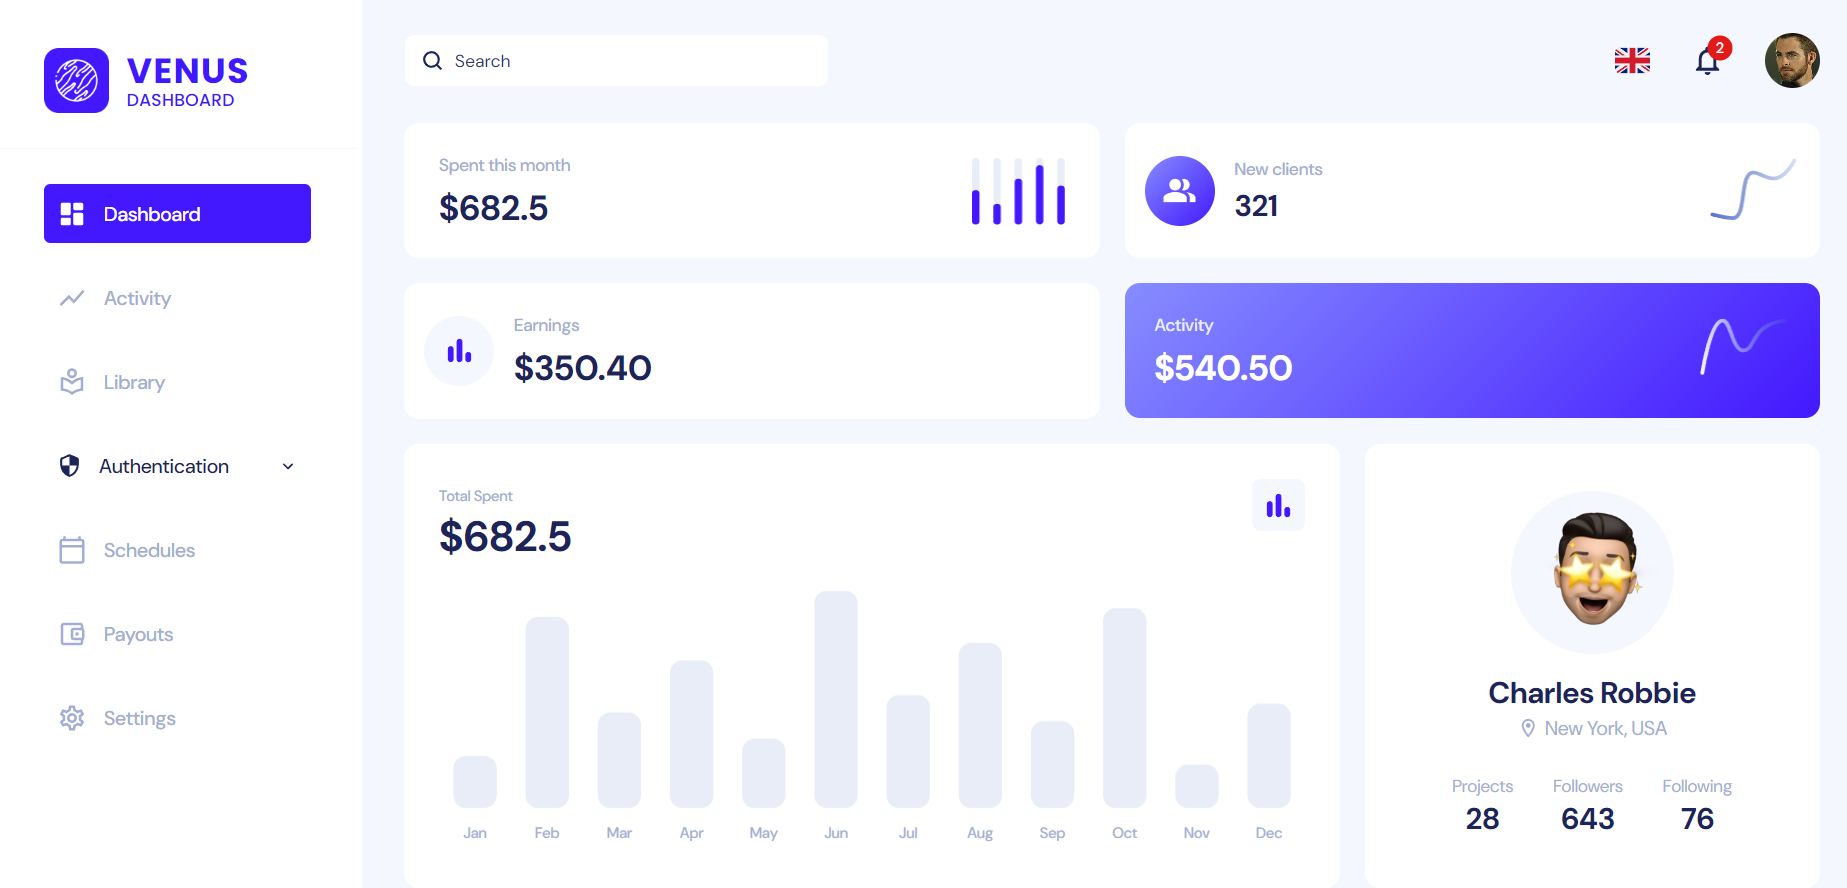 VENUS
DASHBOARD
Dashboard
Activity
Library
Authentication
Schedules
Payouts
Settings
Search
2
Spent this month
$682.5
New clients
321
Earnings
$350.40
Activity
$540.50
Total Spent
$682.5
Jan Feb Mar Apr May Jun Jul Aug Sep Oct Nov Dec
Charles Robbie
New York, USA
Projects Followers Following
28 643 76